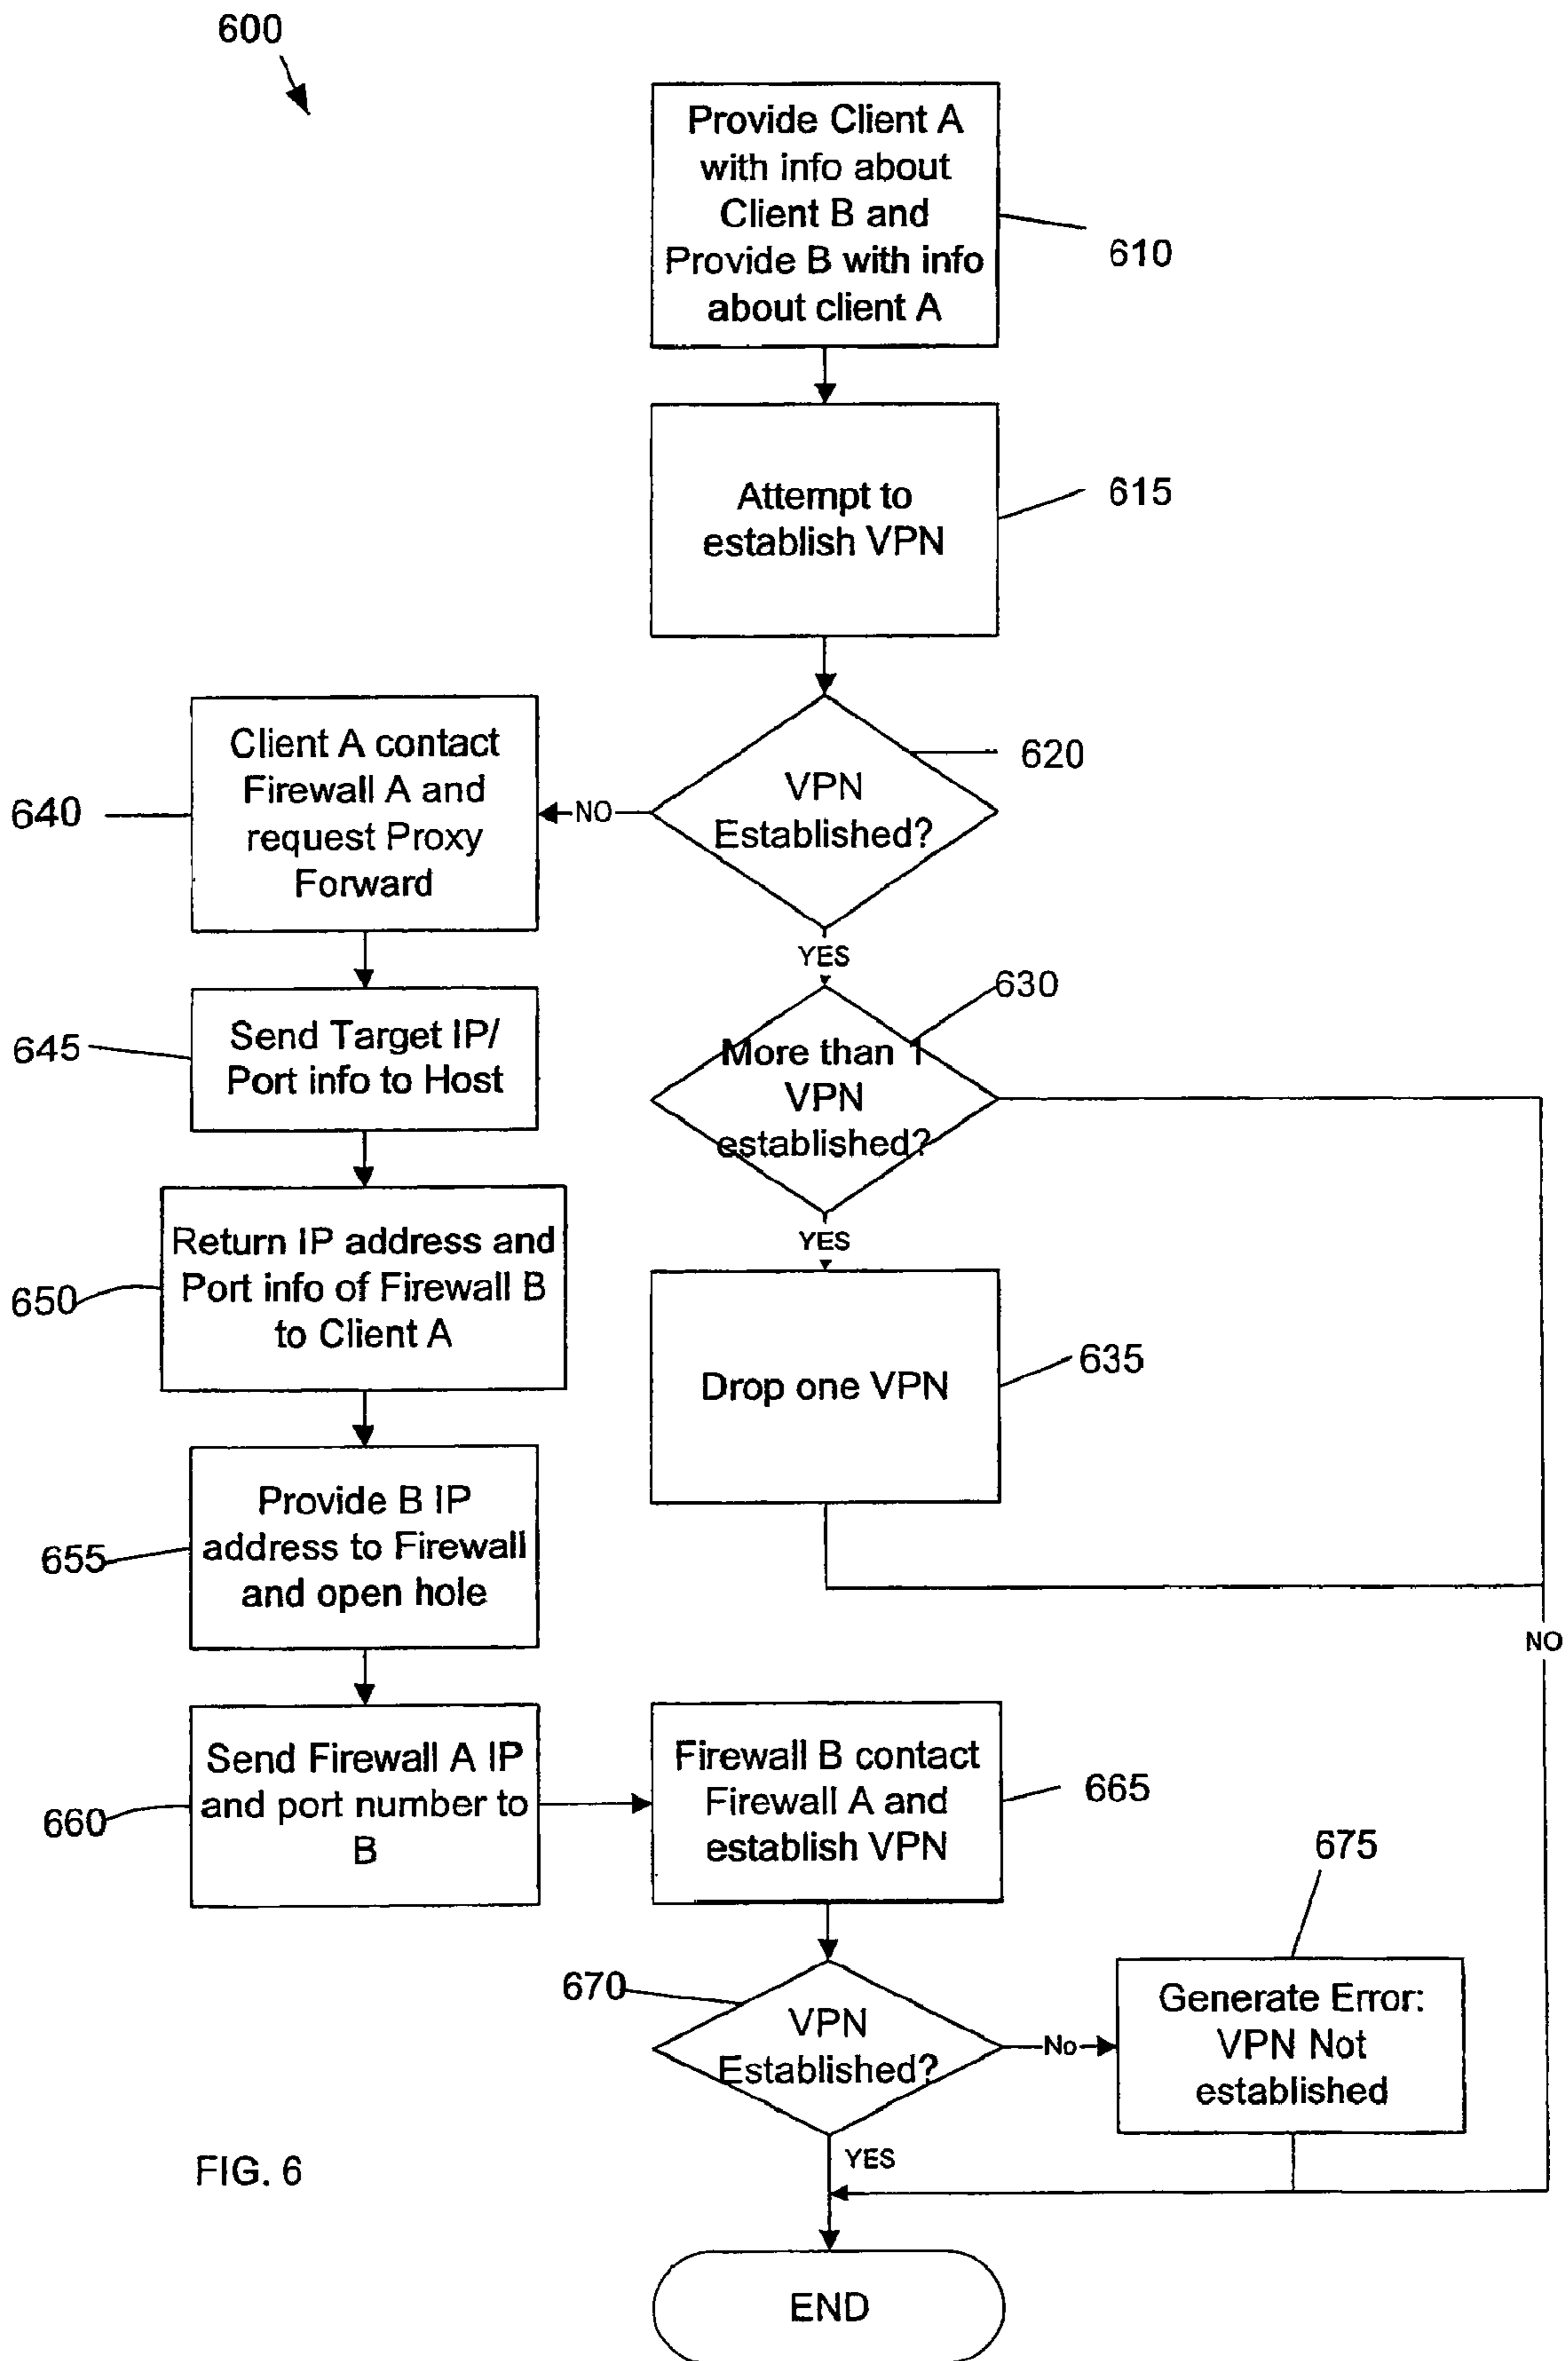 600
Provide Client A
with info about
Client B and
Provide B with info
about client A
610
Attempt to
establish VPN
615
VPN
Established?
620
NO
Client A contact
Firewall A and
request Proxy
Forward
640
YES
More than 1
VPN
established?
630
Send Target IP/
Port info to Host
645
YES
Return IP address and
Port info of Firewall B
to Client A
650
Drop one VPN
635
Provide B IP
address to Firewall
and open hole
655
NO
Send Firewall A IP
and port number to
B
660
Firewall B contact
Firewall A and
establish VPN
665
675
670
VPN
Established?
No
Generate Error:
VPN Not
established
YES
FIG. 6
END